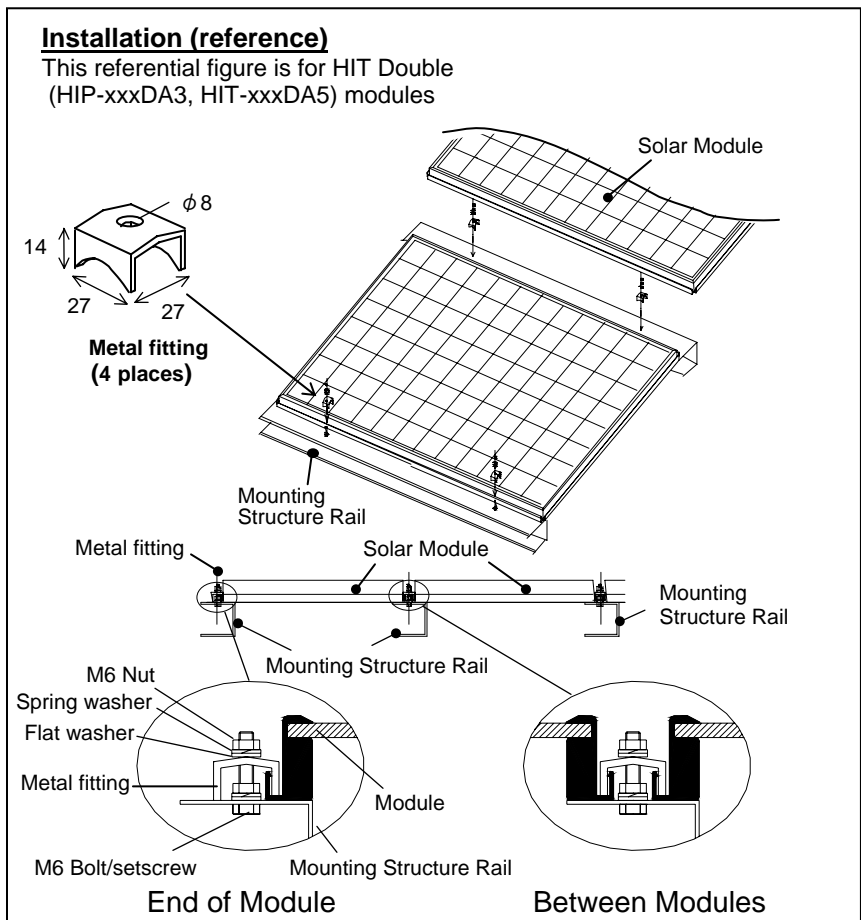 Installation (reference)
This referential figure is for HIT Double
(HIP-xxxDA3, HIT-xxxDA5) modules
Solar Module
ϕ8
14
27
27
Metal fitting
(4 places)
Mounting
Structure Rail
Metal fitting
Solar Module
Mounting
Structure Rail
Mounting Structure Rail
M6 Nut
Spring washer
Flat washer
Metal fitting
Module
M6 Bolt/setscrew
Mounting Structure Rail
End of Module
Between Modules